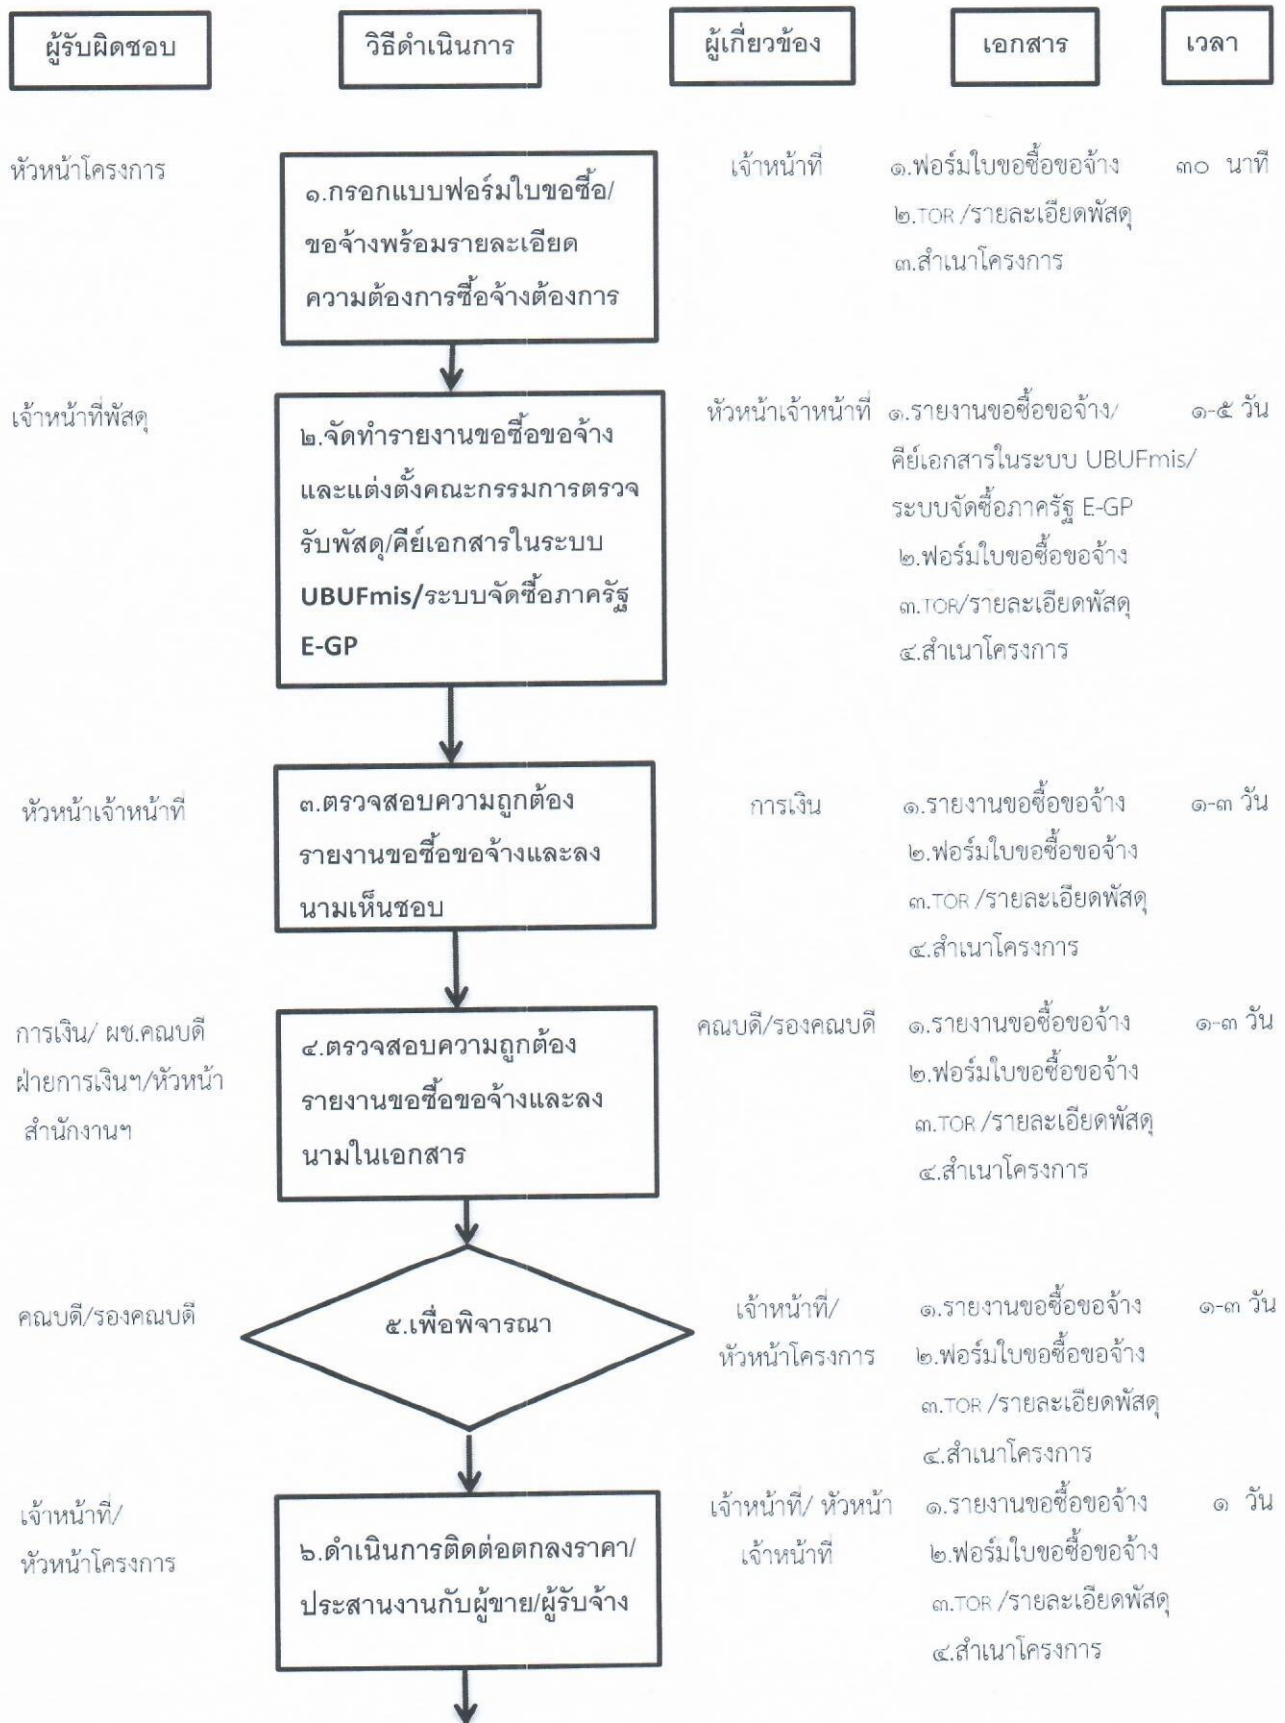 ผู้รับผิดชอบ
วิธีดำเนินการ
ผู้เกี่ยวข้อง
เอกสาร
เวลา
หัวหน้าโครงการ
๑.กรอกแบบฟอร์มใบขอซื้อ/
ขอจ้างพร้อมรายละเอียด
ความต้องการซื้อจ้างต้องการ
เจ้าหน้าที่
๑.ฟอร์มใบขอซื้อขอจ้าง
๒.TOR /รายละเอียดพัสดุ
๓.สำเนาโครงการ
๓๐ นาที
เจ้าหน้าที่พัสดุ
๒.จัดทำรายงานขอซื้อขอจ้าง
และแต่งตั้งคณะกรรมการตรวจ
รับพัสดุ/คีย์เอกสารในระบบ
UBUFmis/ระบบจัดซื้อภาครัฐ
E-GP
หัวหน้าเจ้าหน้าที่
๑.รายงานขอซื้อขอจ้าง/
คีย์เอกสารในระบบ UBUFmis/
ระบบจัดซื้อภาครัฐ E-GP
๒.ฟอร์มใบขอซื้อขอจ้าง
๓.TOR/รายละเอียดพัสดุ
๔.สำเนาโครงการ
๑-๕ วัน
หัวหน้าเจ้าหน้าที่
๓.ตรวจสอบความถูกต้อง
รายงานขอซื้อขอจ้างและลง
นามเห็นชอบ
การเงิน
๑.รายงานขอซื้อขอจ้าง
๒.ฟอร์มใบขอซื้อขอจ้าง
๓.TOR /รายละเอียดพัสดุ
๔.สำเนาโครงการ
๑-๓ วัน
การเงิน/ ผช.คณบดี
ฝ่ายการเงินฯ/หัวหน้า
สำนักงานฯ
๔.ตรวจสอบความถูกต้อง
รายงานขอซื้อขอจ้างและลง
นามในเอกสาร
คณบดี/รองคณบดี
๑.รายงานขอซื้อขอจ้าง
๒.ฟอร์มใบขอซื้อขอจ้าง
๓.TOR /รายละเอียดพัสดุ
๔.สำเนาโครงการ
๑-๓ วัน
คณบดี/รองคณบดี
๕.เพื่อพิจารณา
เจ้าหน้าที่/
หัวหน้าโครงการ
๑.รายงานขอซื้อขอจ้าง
๒.ฟอร์มใบขอซื้อขอจ้าง
๓.TOR /รายละเอียดพัสดุ
๔.สำเนาโครงการ
๑-๓ วัน
เจ้าหน้าที่/
หัวหน้าโครงการ
๖.ดำเนินการติดต่อตกลงราคา/
ประสานงานกับผู้ขาย/ผู้รับจ้าง
เจ้าหน้าที่/ หัวหน้า
เจ้าหน้าที่
๑.รายงานขอซื้อขอจ้าง
๒.ฟอร์มใบขอซื้อขอจ้าง
๓.TOR /รายละเอียดพัสดุ
๔.สำเนาโครงการ
๑ วัน